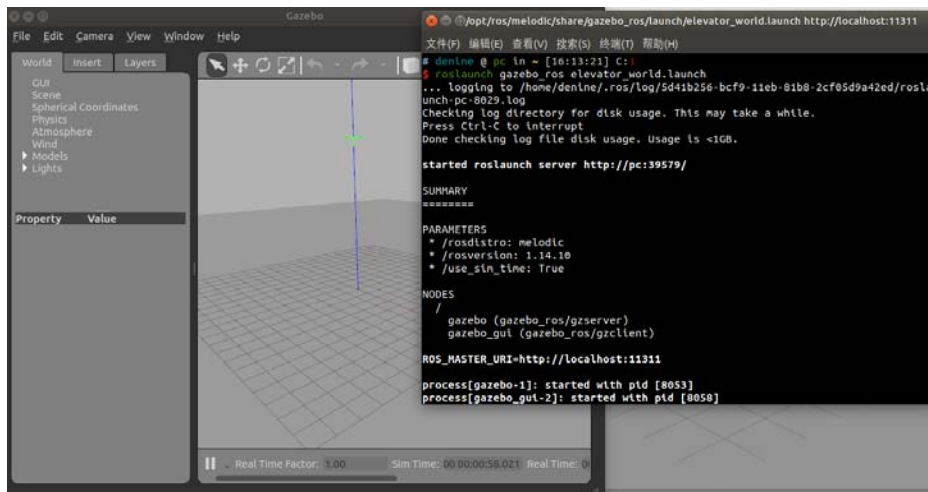 Gazebo
File Edit Camera View Window Help
World Insert Layers
GUI
Scene
Spherical Coordinates
Physics
Atmosphere
Wind
Models
Lights
Property Value
Real Time Factor: 1.00 Sim Time: 00 00:00:58.021 Real Time:
/opt/ros/melodic/share/gazebo_ros/launch/elevator_world.launch http://localhost:11311
文件(F) 编辑(E) 查看(V) 搜索(S) 终端(T) 帮助(H)
# denine @ pc in ~ [16:13:21] C:1
$ roslaunch gazebo_ros elevator_world.launch
... logging to /home/denine/.ros/log/5d41b256-bcf9-11eb-81b8-2cf05d9a42ed/rosla
unch-pc-8029.log
Checking log directory for disk usage. This may take a while.
Press Ctrl-C to interrupt
Done checking log file disk usage. Usage is <1GB.
started roslaunch server http://pc:39579/
SUMMARY
========
PARAMETERS
* /rosdistro: melodic
* /rosversion: 1.14.10
* /use_sim_time: True
NODES
/
gazebo (gazebo_ros/gzserver)
gazebo_gui (gazebo_ros/gzclient)
ROS_MASTER_URI=http://localhost:11311
process[gazebo-1]: started with pid [8053]
process[gazebo_gui-2]: started with pid [8058]